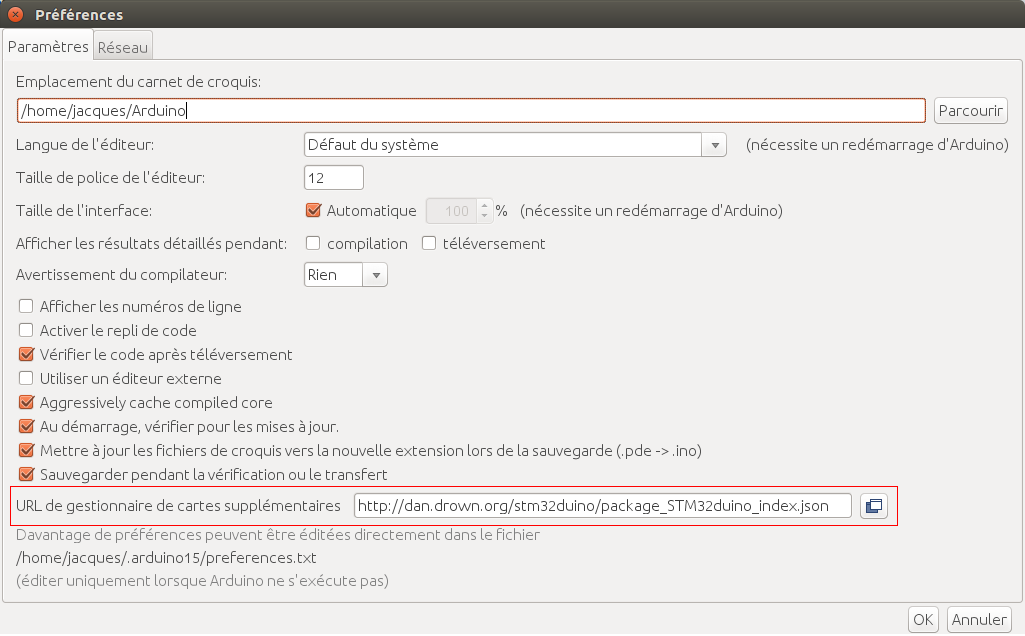 Préférences
Paramètres Réseau
Emplacement du carnet de croquis:
/home/jacques/Arduino Parcourir
Langue de l'éditeur: Défaut du système (nécessite un redémarrage d'Arduino)
Taille de police de l'éditeur: 12
Taille de l'interface: Automatique 100 % (nécessite un redémarrage d'Arduino)
Afficher les résultats détaillés pendant: compilation téléversement
Avertissement du compilateur: Rien
Afficher les numéros de ligne
Activer le repli de code
Vérifier le code après téléversement
Utiliser un éditeur externe
Aggressively cache compiled core
Au démarrage, vérifier pour les mises à jour.
Mettre à jour les fichiers de croquis vers la nouvelle extension lors de la sauvegarde (.pde -> .ino)
Sauvegarder pendant la vérification ou le transfert
URL de gestionnaire de cartes supplémentaires http://dan.drown.org/stm32duino/package_STM32duino_index.json
Davantage de préférences peuvent être éditées directement dans le fichier
/home/jacques/.arduino15/preferences.txt
(éditer uniquement lorsque Arduino ne s'exécute pas)
OK Annuler